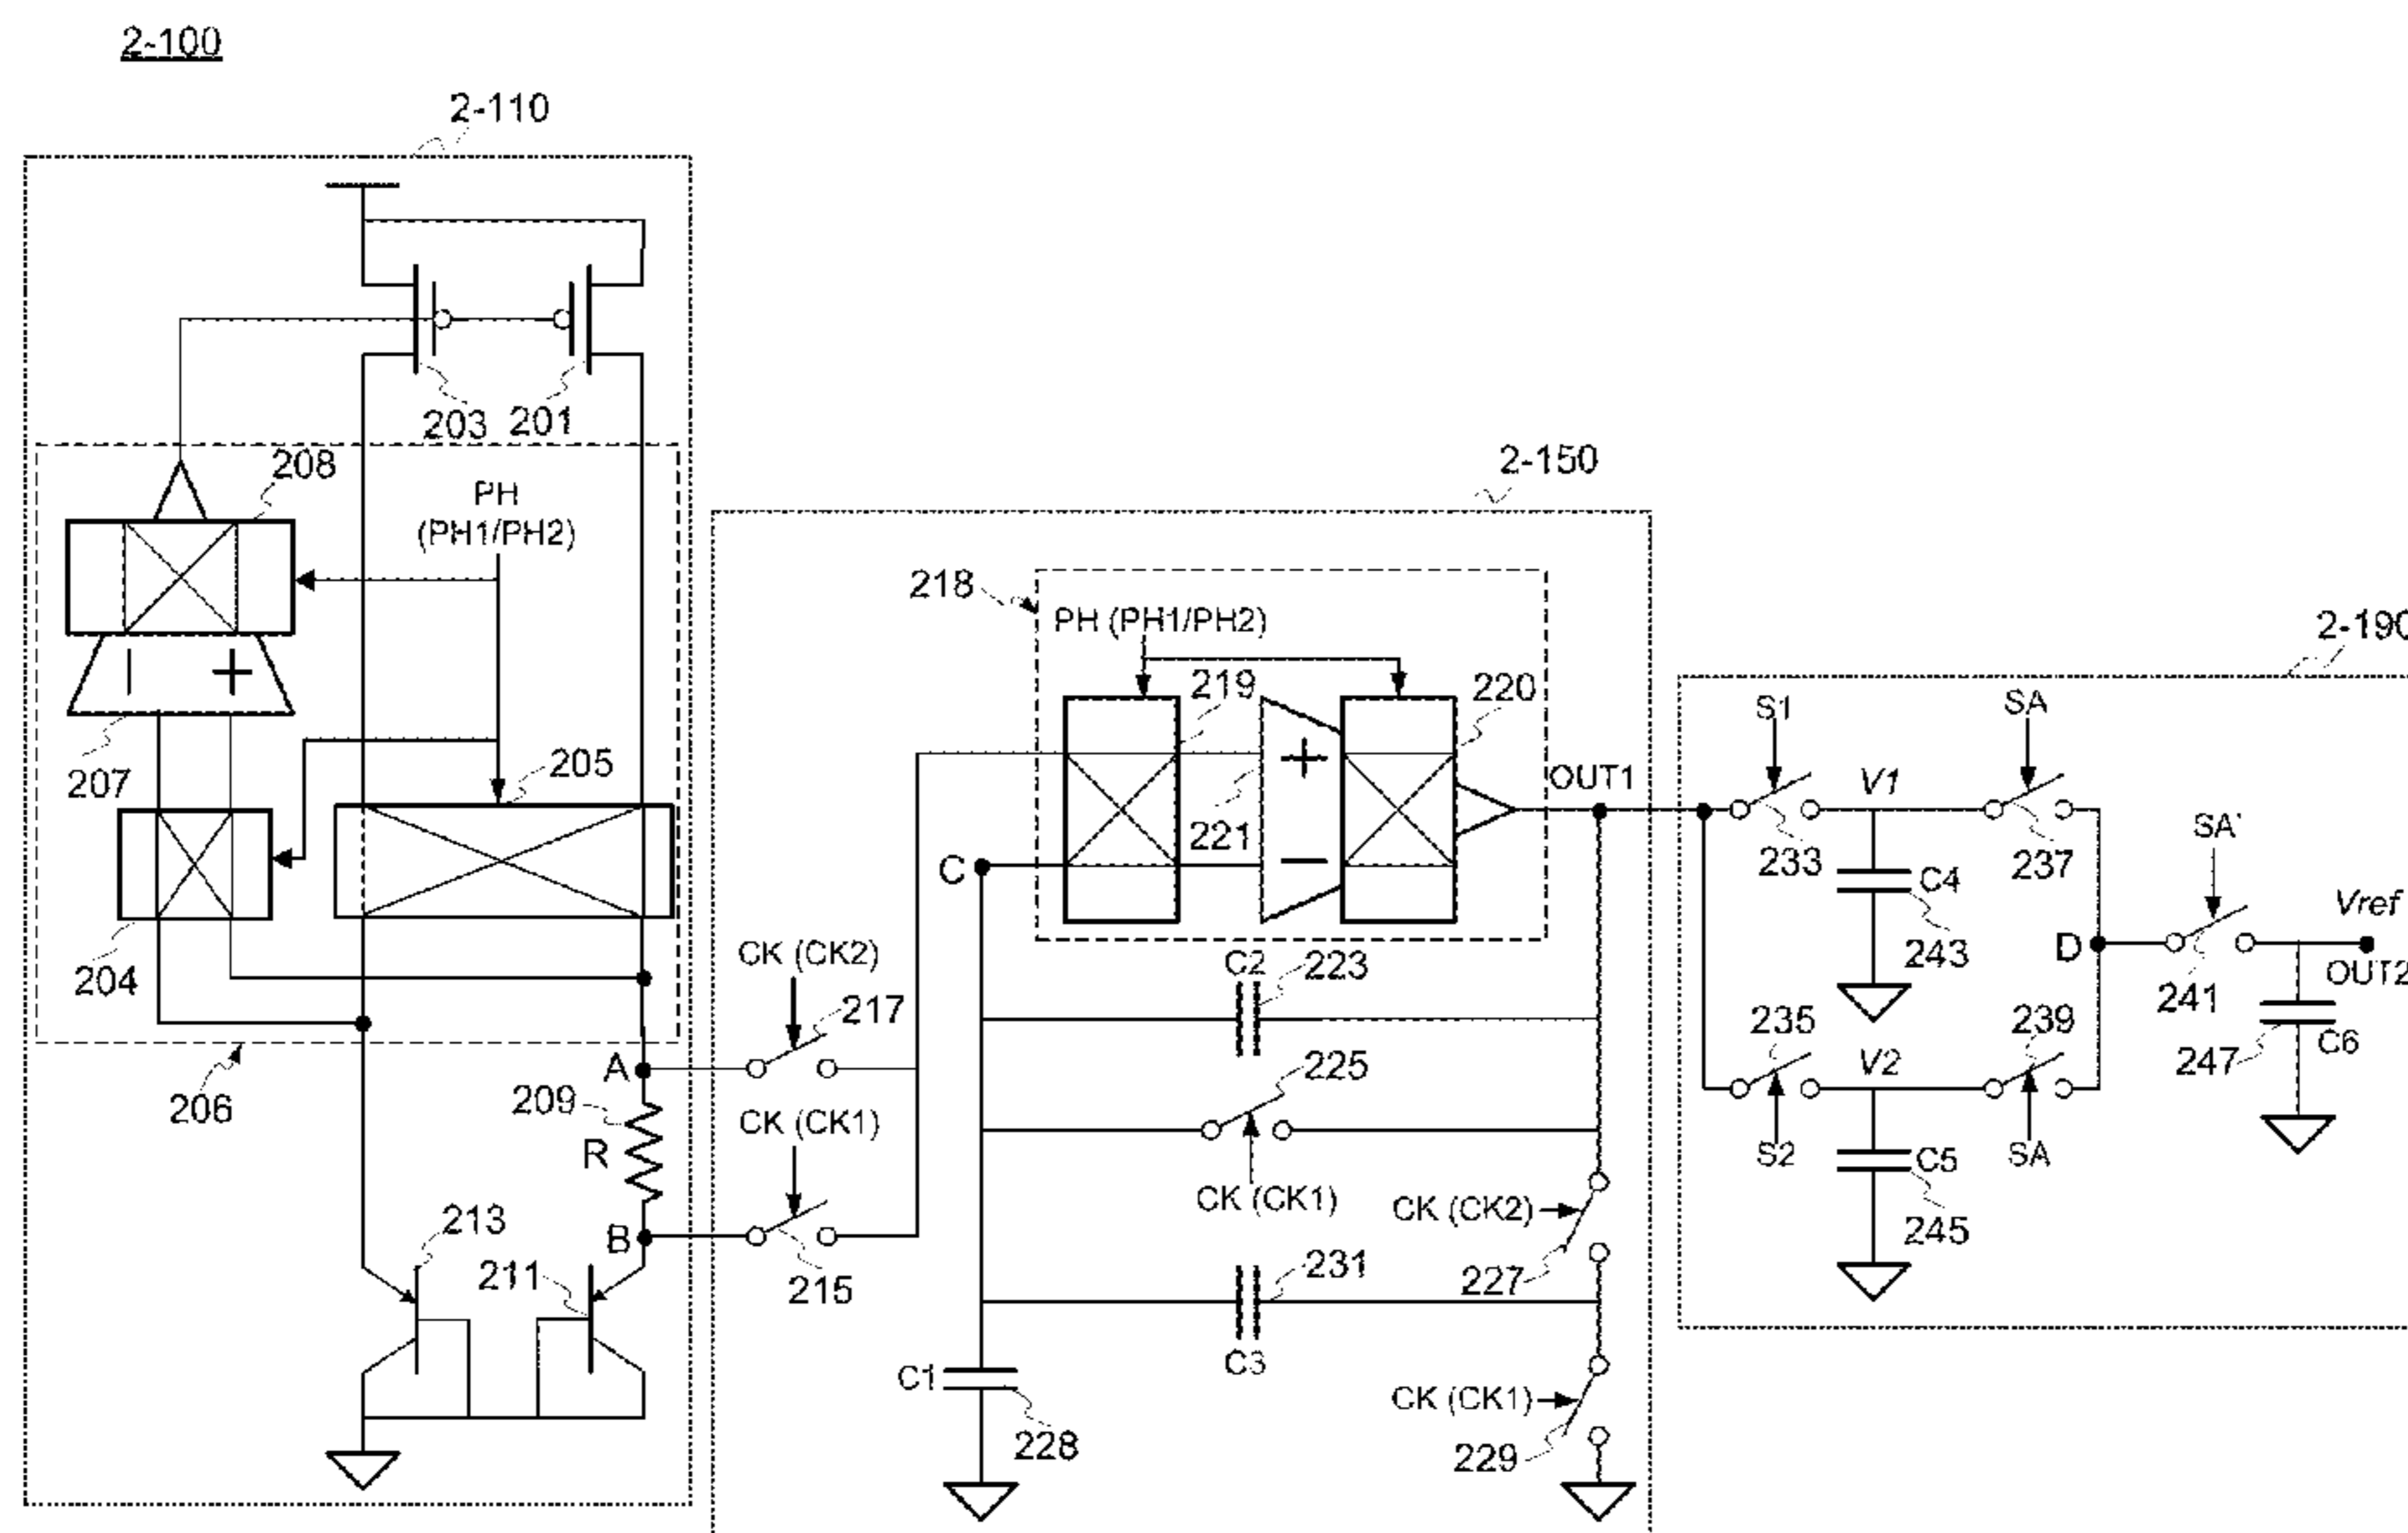 2-100
2-110
203
201
208
PH
(PH1/PH2)
207
205
204
206
A
209
R
B
213
211
2-150
218
PH (PH1/PH2)
219
220
221
OUT1
C
CK (CK2)
217
CK (CK1)
215
C2
223
225
CK (CK1)
CK (CK2)
227
231
C3
C1
228
CK (CK1)
229
2-190
S1
V1
SA
233
237
C4
243
SA'
D
Vref
OUT2
241
235
V2
239
S2
C5
SA
245
247
C6